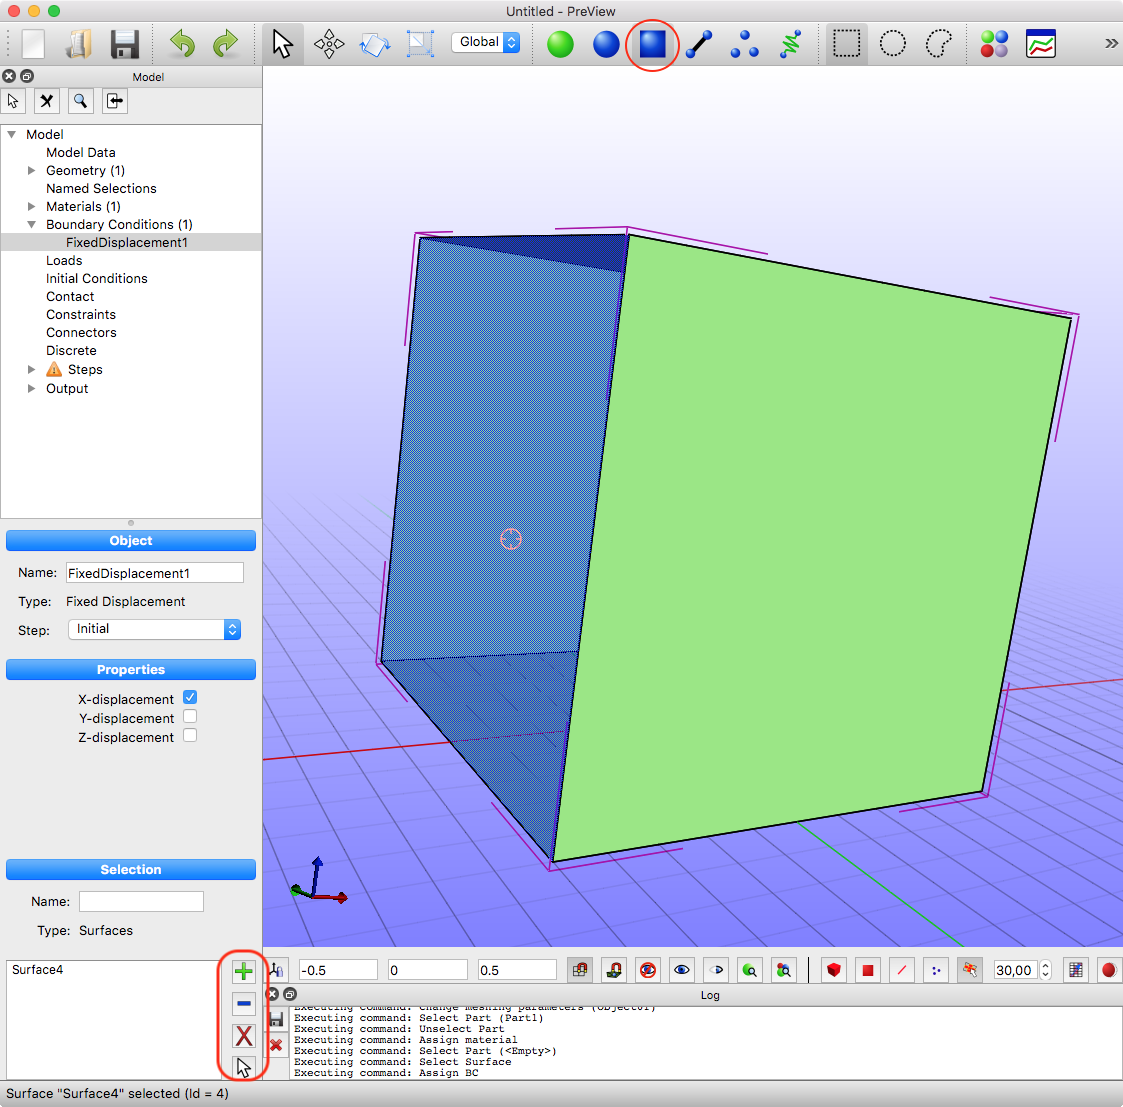 Untitled - PreView
Global
Model
Model
Model Data
Geometry (1)
Named Selections
Materials (1)
Boundary Conditions (1)
FixedDisplacement1
Loads
Initial Conditions
Contact
Constraints
Connectors
Discrete
Steps
Output
Object
Name: FixedDisplacement1
Type: Fixed Displacement
Step: Initial
Properties
X-displacement
Y-displacement
Z-displacement
Selection
Name:
Type: Surfaces
Surface4
-0.5 0 0.5 30,00
Log
Executing command: Change meshing parameters (Object01)
Executing command: Select Part (Part1)
Executing command: Unselect Part
Executing command: Assign material
Executing command: Select Part (<Empty>)
Executing command: Select Surface
Executing command: Assign BC
Surface "Surface4" selected (Id = 4)